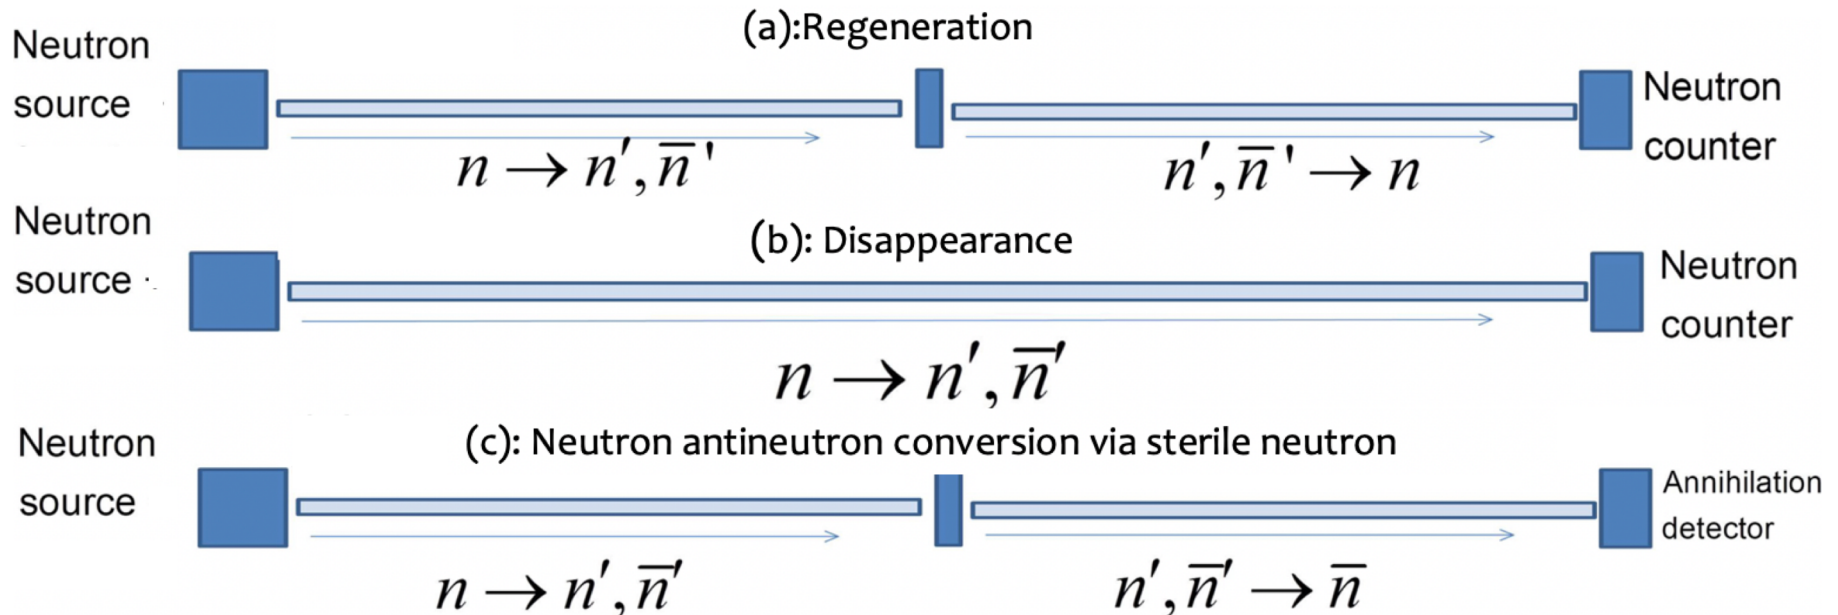 (a):Regeneration
Neutron
source
Neutron
counter
n → n′, n̅ '
n′, n̅ ' → n
(b): Disappearance
Neutron
source
Neutron
counter
n → n′, n̅′
(c): Neutron antineutron conversion via sterile neutron
Neutron
source
Annihilation
detector
n → n′, n̅′
n′, n̅′ → n̅